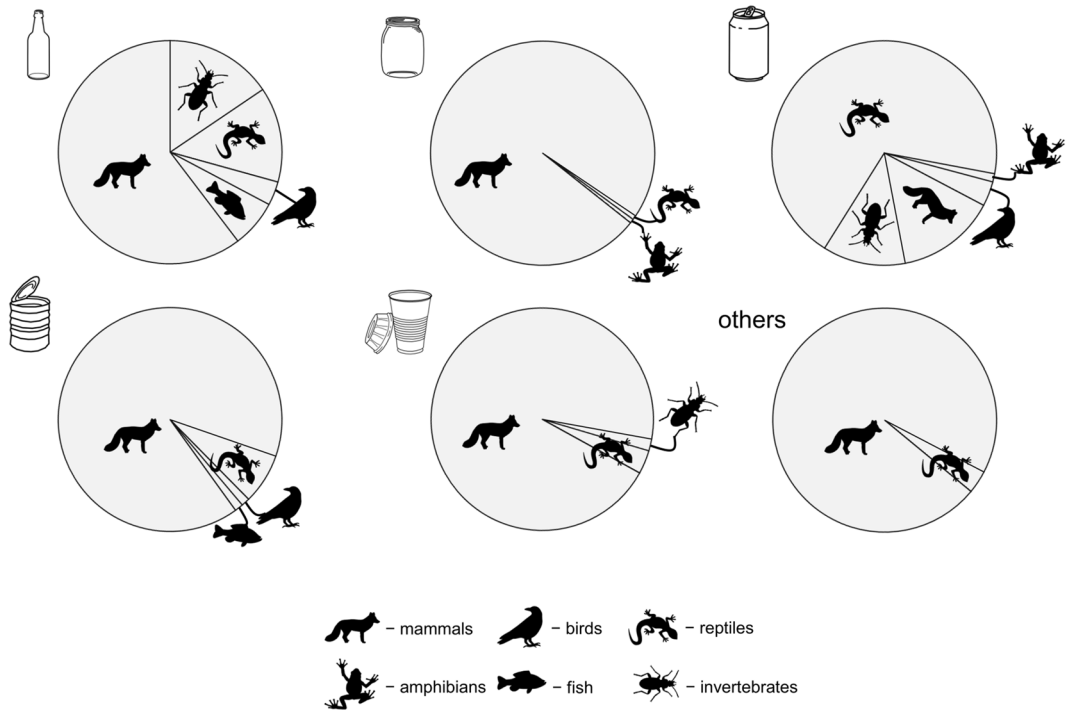 others
– mammals – birds – reptiles
– amphibians – fish – invertebrates